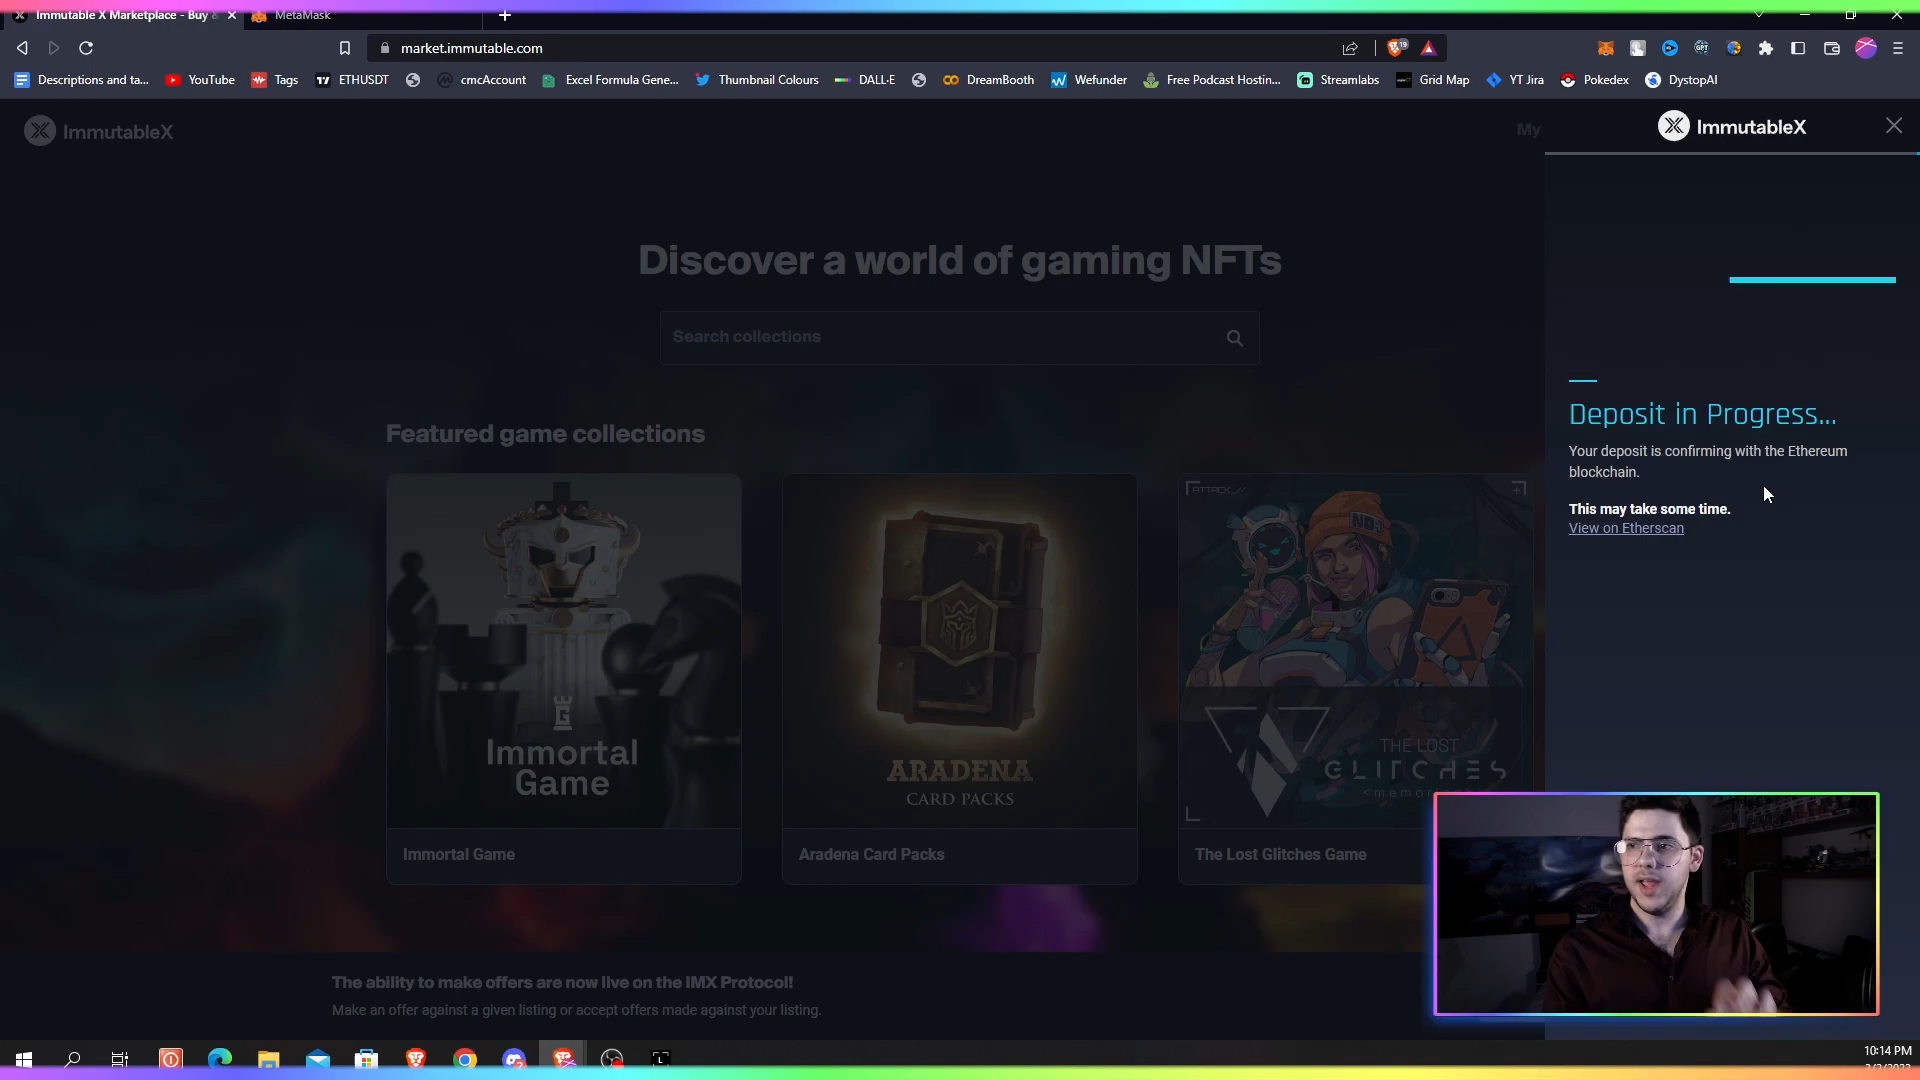 Immutable X Marketplace - Buy &
MetaMask
market.immutable.com
19
GPT
Descriptions and ta...
YouTube
Tags
ETHUSDT
cmcAccount
Excel Formula Gene...
Thumbnail Colours
DALL·E
DreamBooth
Wefunder
Free Podcast Hostin...
Streamlabs
Grid Map
YT Jira
Pokedex
DystopAI
ImmutableX
My
ImmutableX
Discover a world of gaming NFTs
Search collections
Deposit in Progress...
Your deposit is confirming with the Ethereum
blockchain.
This may take some time.
View on Etherscan
Featured game collections
Immortal
Game
ARADENA
CARD PACKS
ATTACK_//
THE LOST
GLITCHES
Immortal Game
Aradena Card Packs
The Lost Glitches Game
The ability to make offers are now live on the IMX Protocol!
Make an offer against a given listing or accept offers made against your listing.
10:14 PM